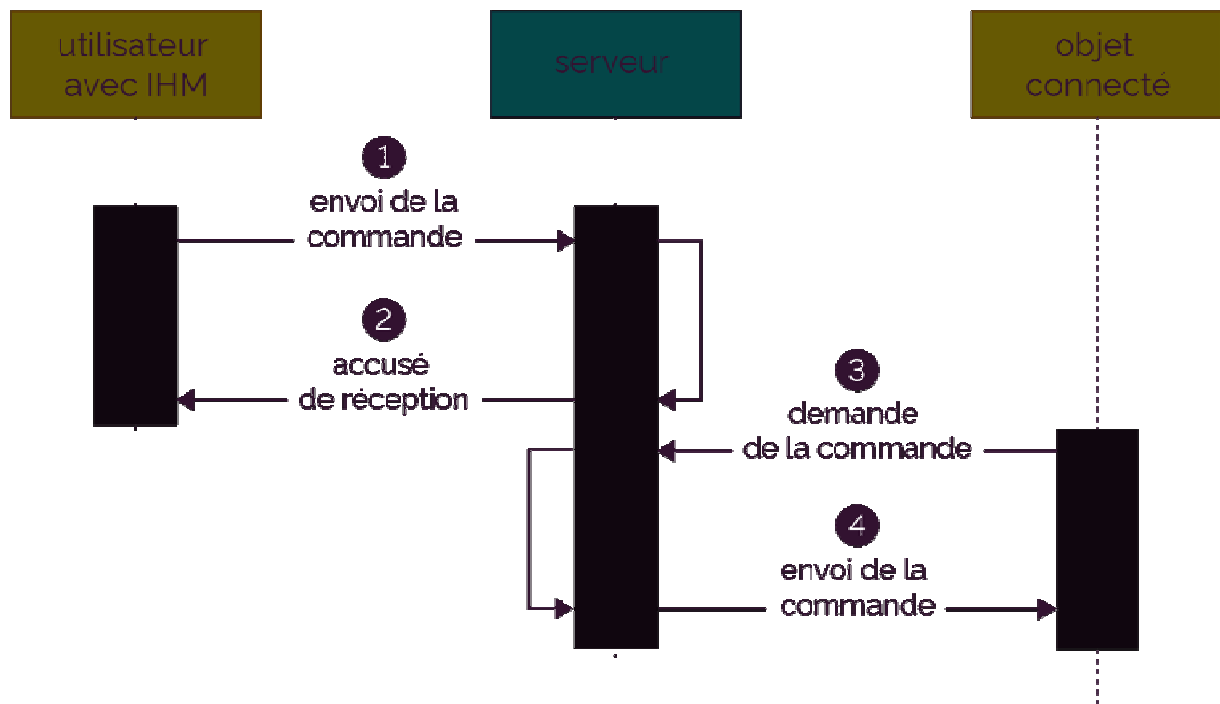 utilisateur
avec IHM
serveur
objet
connecté
1
envoi de la
commande
2
accusé
de réception
3
demande
de la commande
4
envoi de la
commande